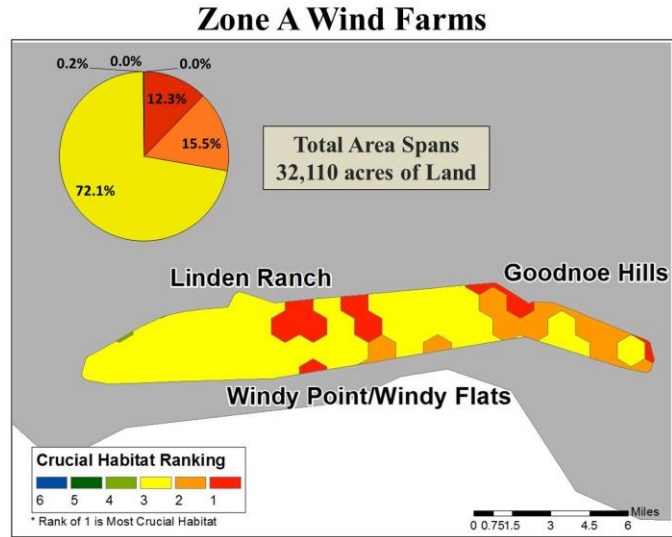 Zone A Wind Farms
0.2%
0.0%
0.0%
12.3%
15.5%
72.1%
Total Area Spans
32,110 acres of Land
Linden Ranch
Goodnoe Hills
Windy Point/Windy Flats
Crucial Habitat Ranking
6 5 4 3 2 1
* Rank of 1 is Most Crucial Habitat
Miles
0 0.751.5 3 4.5 6